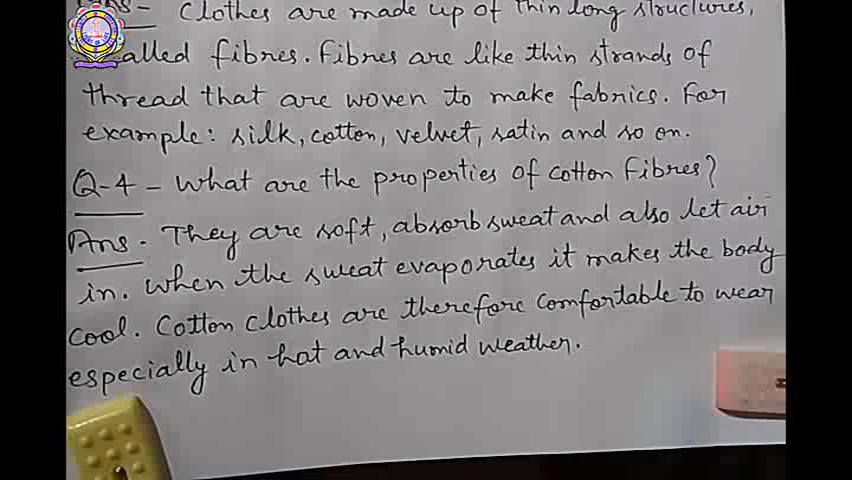 Ans- Clothes are made up of thin long structures,
called fibres. Fibres are like thin strands of
thread that are woven to make fabrics. For
example: silk, cotton, velvet, satin and so on.
Q-4 - What are the properties of cotton Fibres?
Ans - They are soft, absorb sweat and also let air
in. When the sweat evaporates it makes the body
cool. Cotton clothes are therefore comfortable to wear
especially in hot and humid weather.